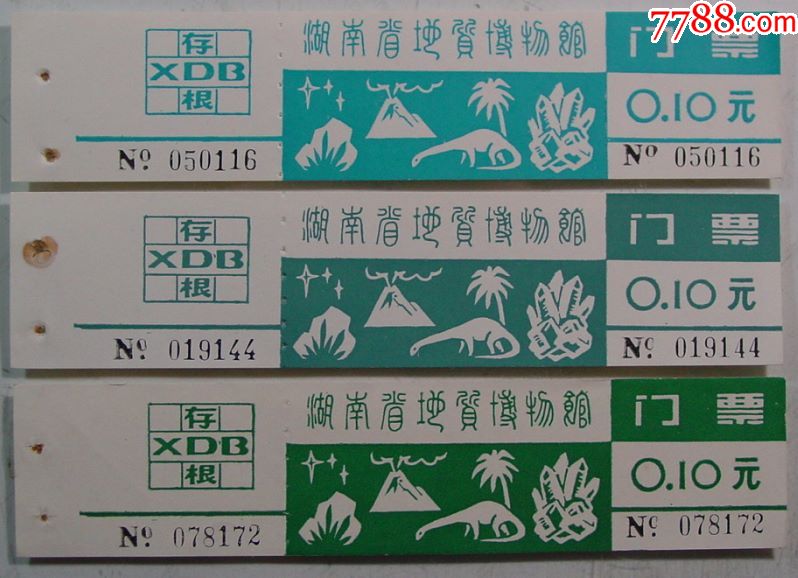 7788.com
存
XDB
根
Nº 050116
湖南省地質博物館
门票
0.10元
Nº 050116
存
XDB
根
Nº 019144
湖南省地質博物館
门票
0.10元
Nº 019144
存
XDB
根
Nº 078172
湖南省地質博物館
门票
0.10元
Nº 078172